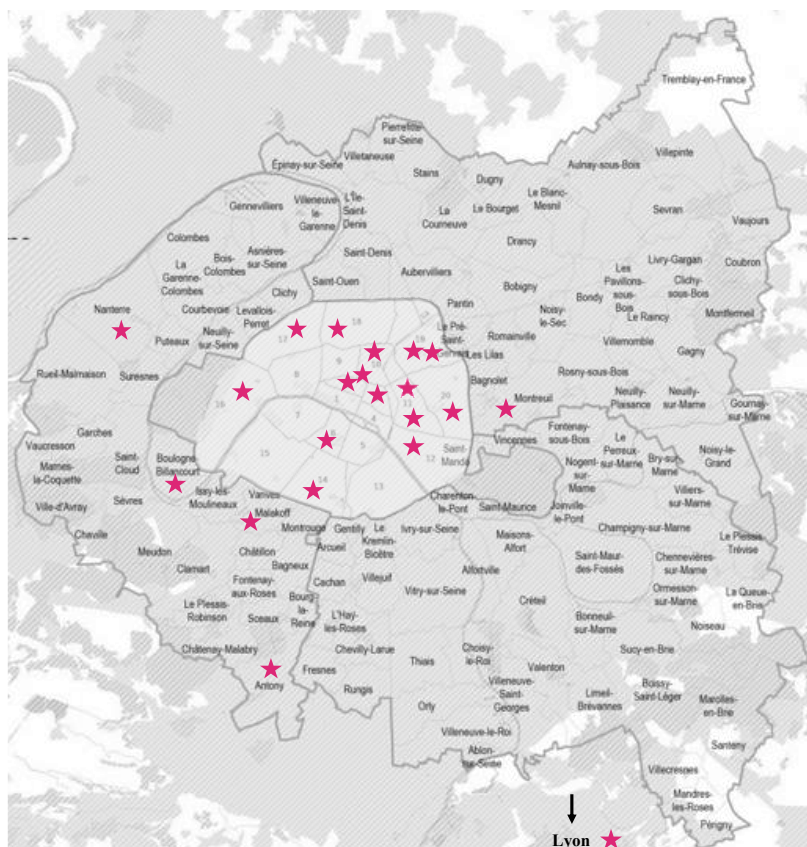 Tremblay-en-France
Pierrefitte-
sur-Seine
Villetaneuse
Épinay-sur-Seine
Stains
Villepinte
Aulnay-sous-Bois
Dugny
Le Blanc-
Mesnil
Gennevilliers
Villeneuve-
la-
Garenne
L'Île-
Saint-
Denis
La
Courneuve
Le Bourget
Sevran
Vaujours
Colombes
Drancy
Asnières-
sur-Seine
Saint-Denis
Bois-
Colombes
La
Garenne-
Colombes
Livry-Gargan
Coubron
Aubervilliers
Les
Pavillons-
sous-
Bois
Clichy-
sous-Bois
Saint-Ouen
Bobigny
Clichy
Bondy
Nanterre
Courbevoie
Levallois-
Perret
Pantin
Noisy-
le-Sec
Montfermeil
Le Raincy
Puteaux
Neuilly-
sur-Seine
17
18
19
Le Pré-
Saint-
Gervais
Romainville
Villemomble
Les Lilas
Gagny
Rueil-Malmaison
Suresnes
8
9
10
Rosny-sous-Bois
Bagnolet
16
1
11
20
Montreuil
Neuilly-
Plaisance
Neuilly-
sur-Marne
Gournay-
sur-Marne
7
4
Garches
Vaucresson
6
5
Fontenay-
sous-Bois
Vincennes
Le
Perreux-
sur-Marne
Marnes-
la-Coquette
Saint-
Cloud
Boulogne-
Billancourt
15
12
Saint-
Mandé
Nogent-
sur-
Marne
Bry-sur-
Marne
Noisy-le-
Grand
Ville-d'Avray
Sèvres
Issy-les-
Moulineaux
Vanves
14
13
Charenton-
le-Pont
Saint-Maurice
Joinville-
le-Pont
Villiers-
sur-Marne
Malakoff
Montrouge
Gentilly
Le
Kremlin-
Bicêtre
Ivry-sur-Seine
Champigny-sur-Marne
Chaville
Maisons-
Alfort
Le Plessis-
Trévise
Meudon
Châtillon
Arcueil
Bagneux
Saint-Maur-
des-Fossés
Chennevières-
sur-Marne
Clamart
Cachan
Villejuif
Alfortville
Fontenay-
aux-Roses
Vitry-sur-Seine
Ormesson-
sur-Marne
La Queue-
en-Brie
Le Plessis-
Robinson
Bourg-
la-
Reine
Créteil
Sceaux
L'Hay-
les-Roses
Bonneuil-
sur-Marne
Noiseau
Châtenay-Malabry
Chevilly-Larue
Choisy-
le-Roi
Sucy-en-Brie
Fresnes
Thiais
Valenton
Antony
Rungis
Villeneuve-
Saint-
Georges
Limeil-
Brévannes
Boissy-
Saint-Léger
Marolles-
en-Brie
Orly
Villeneuve-le-Roi
Santeny
Ablon-
sur-Seine
Villecresnes
Mandres-
les-Roses
Périgny
Lyon